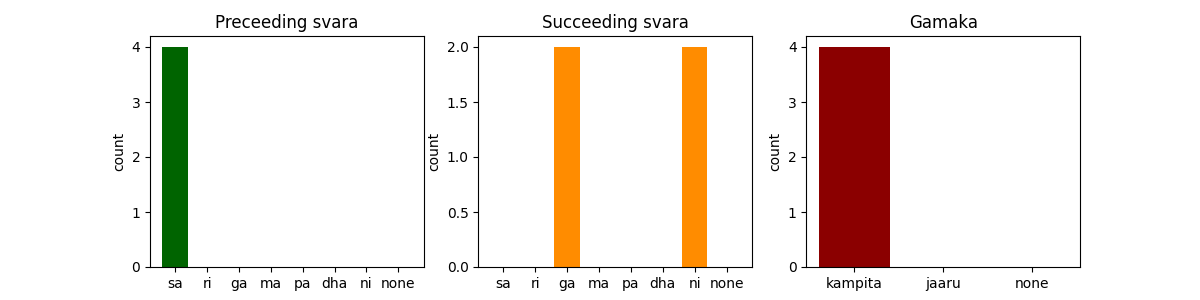 Preceeding svara
count
4
3
2
1
0
sa ri ga ma pa dha ni none
Succeeding svara
count
2.0
1.5
1.0
0.5
0.0
sa ri ga ma pa dha ni none
Gamaka
count
4
3
2
1
0
kampita jaaru none